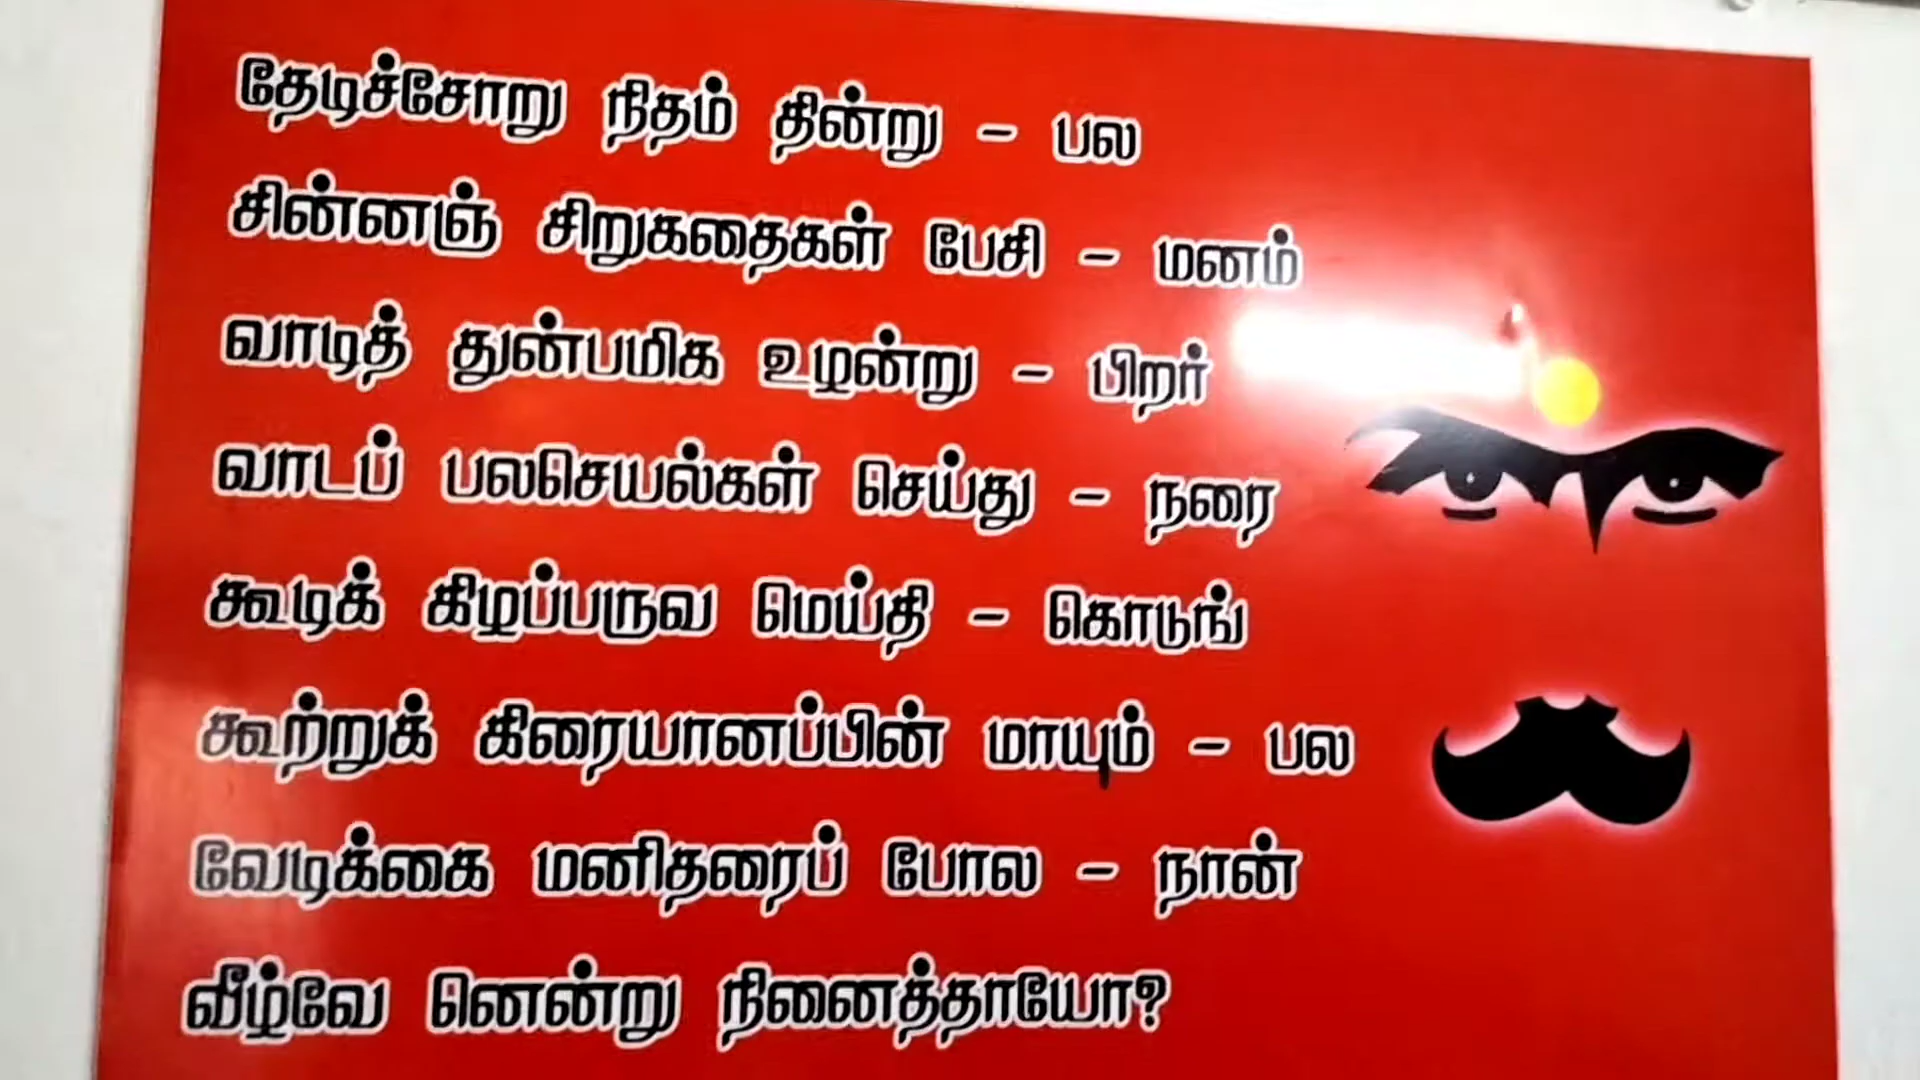 தேடிச்சோறு நிதம் தின்று - பல
சின்னஞ் சிறுகதைகள் பேசி - மனம்
வாடித் துன்பமிக உழன்று - பிறர்
வாடப் பலசெயல்கள் செய்து - நரை
கூடிக் கிழப்பருவ மெய்தி - கொடுங்
கூற்றுக் கிரையானப்பின் மாயும் - பல
வேடிக்கை மனிதரைப் போல - நான்
வீழ்வே னென்று நினைத்தாயோ?